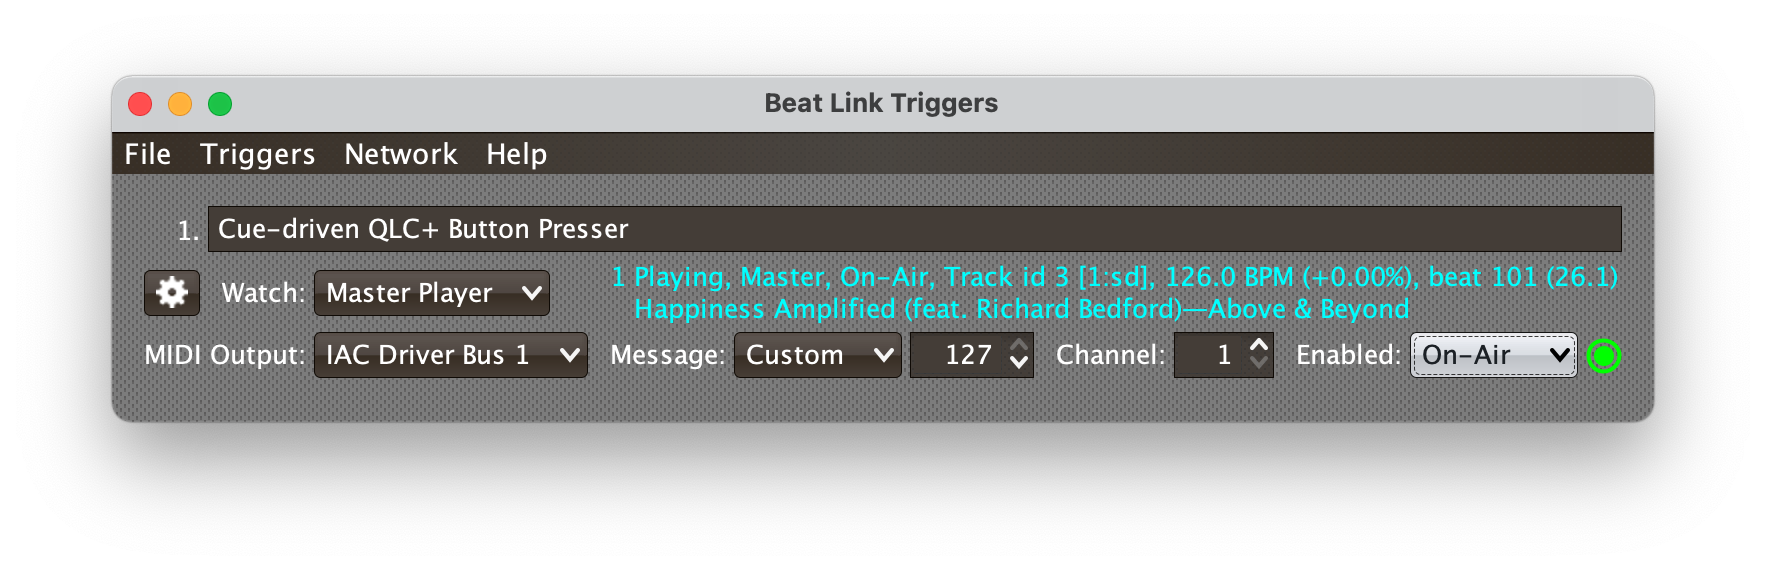 Beat Link Triggers
File Triggers Network Help
1. Cue-driven QLC+ Button Presser
Watch: Master Player 1 Playing, Master, On-Air, Track id 3 [1:sd], 126.0 BPM (+0.00%), beat 101 (26.1)
Happiness Amplified (feat. Richard Bedford)—Above & Beyond
MIDI Output: IAC Driver Bus 1 Message: Custom 127 Channel: 1 Enabled: On-Air